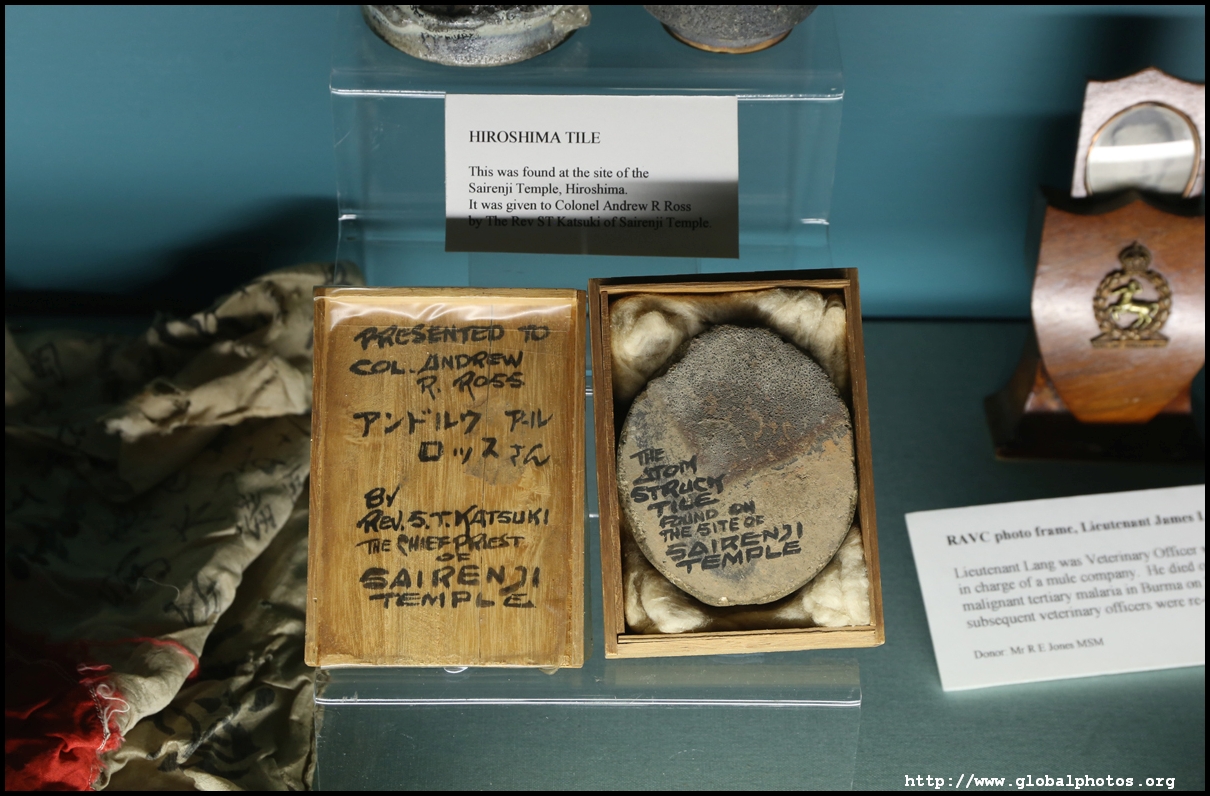 HIROSHIMA TILE
This was found at the site of the
Sairenji Temple, Hiroshima.
It was given to Colonel Andrew R Ross
by The Rev ST Katsuki of Sairenji Temple.
PRESENTED TO
COL. ANDREW
R. ROSS
アンドルウ アール
ロッスさん
BY
REV. S.T. KATSUKI
THE CHIEF PRIEST
OF
SAIRENJI
TEMPLE.
THE
ATOM
STRUCK
TILE
FOUND ON
THE SITE OF
SAIRENJI
TEMPLE
RAVC photo frame, Lieutenant James
Lieutenant Lang was Veterinary Officer
in charge of a mule company. He died
malignant tertiary malaria in Burma on
subsequent veterinary officers were
Donor: Mr R E Jones MSM
http://www.globalphotos.org